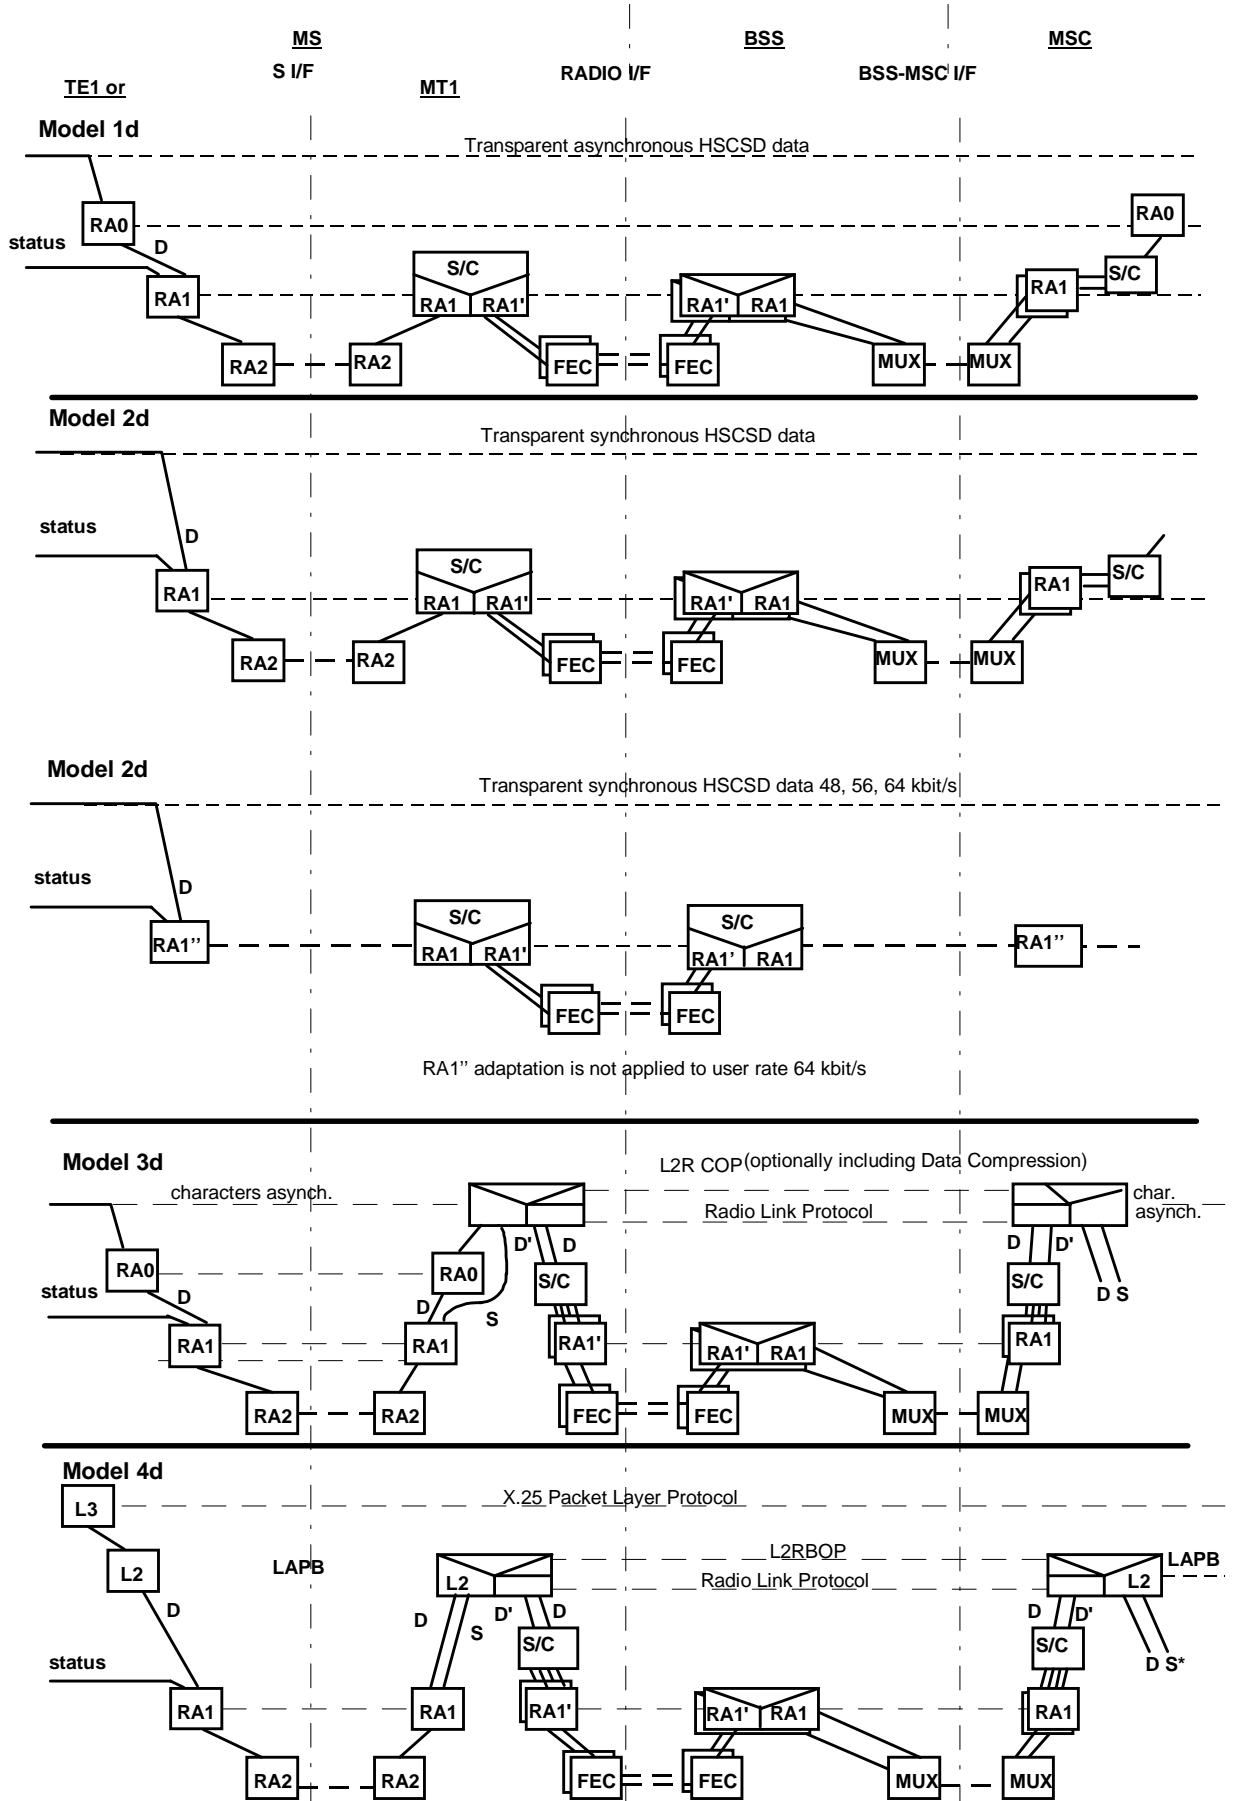 MS
BSS
MSC
S I/F
RADIO I/F
BSS-MSC I/F
TE1 or
MT1
Model 1d
Transparent asynchronous HSCSD data
RA0
RA0
status
D
S/C
S/C
RA1
RA1
RA1'
RA1'
RA1
RA1
RA2
RA2
FEC
FEC
MUX
MUX
Model 2d
Transparent synchronous HSCSD data
status
D
S/C
S/C
RA1
RA1
RA1'
RA1'
RA1
RA1
RA2
RA2
FEC
FEC
MUX
MUX
Model 2d
Transparent synchronous HSCSD data 48, 56, 64 kbit/s
status
D
S/C
S/C
RA1''
RA1
RA1'
RA1'
RA1
RA1''
FEC
FEC
RA1'' adaptation is not applied to user rate 64 kbit/s
Model 3d
L2R COP(optionally including Data Compression)
characters asynch.
char.
asynch.
Radio Link Protocol
D'
D
D
D'
RA0
RA0
S/C
S/C
status
D
D
S
D S
RA1
RA1
RA1'
RA1'
RA1
RA1
RA2
RA2
FEC
FEC
MUX
MUX
Model 4d
L3
X.25 Packet Layer Protocol
L2
LAPB
L2RBOP
LAPB
L2
Radio Link Protocol
L2
D
D
S
D'
D
D
D'
S/C
S/C
status
D S*
RA1
RA1
RA1'
RA1'
RA1
RA1
RA2
RA2
FEC
FEC
MUX
MUX